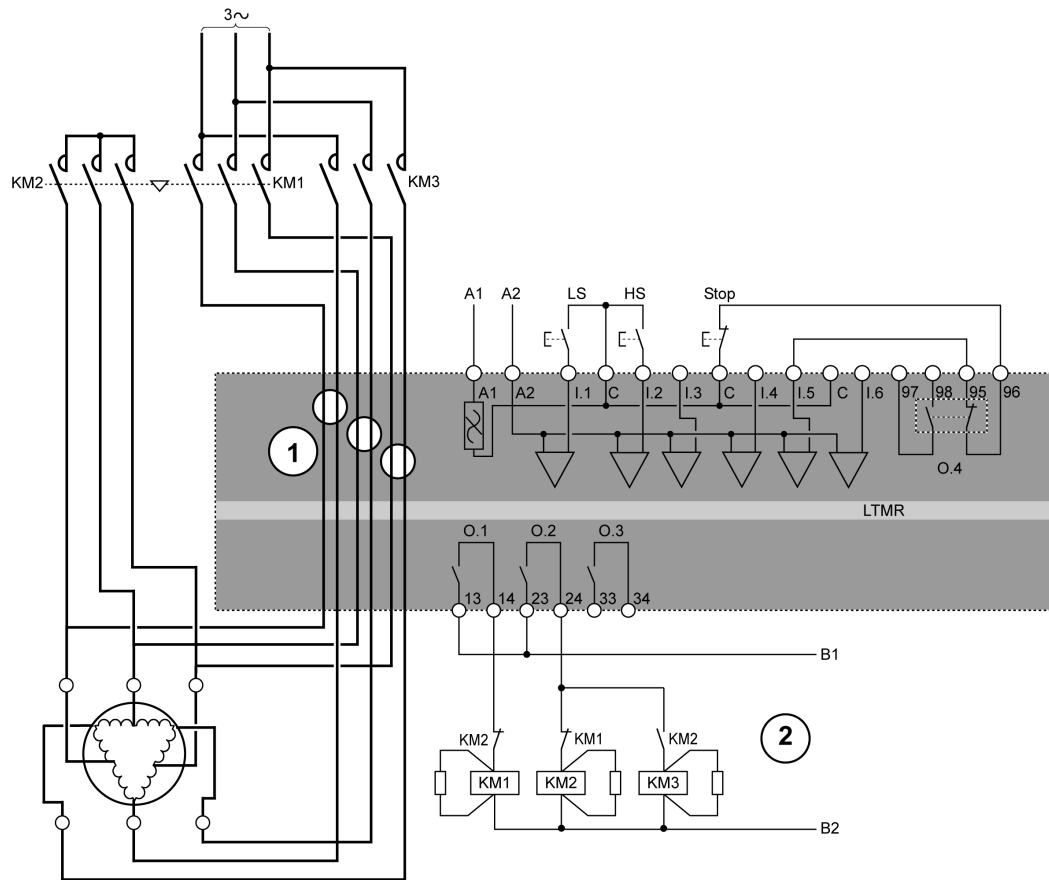 3~
KM2
KM1
KM3
A1 A2 LS HS Stop
A1 A2 I.1 C I.2 I.3 C I.4 I.5 C I.6 97 98 95 96
O.4
1
LTMR
O.1 O.2 O.3
13 14 23 24 33 34
B1
2
KM2 KM1 KM2
KM1 KM2 KM3
B2